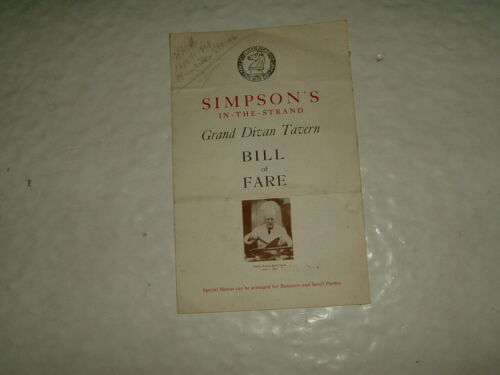 SIMPSON'S
IN-THE-STRAND
Grand Divan Tavern
BILL
of
FARE
Special Menus can be arranged for Banquets and Small Parties